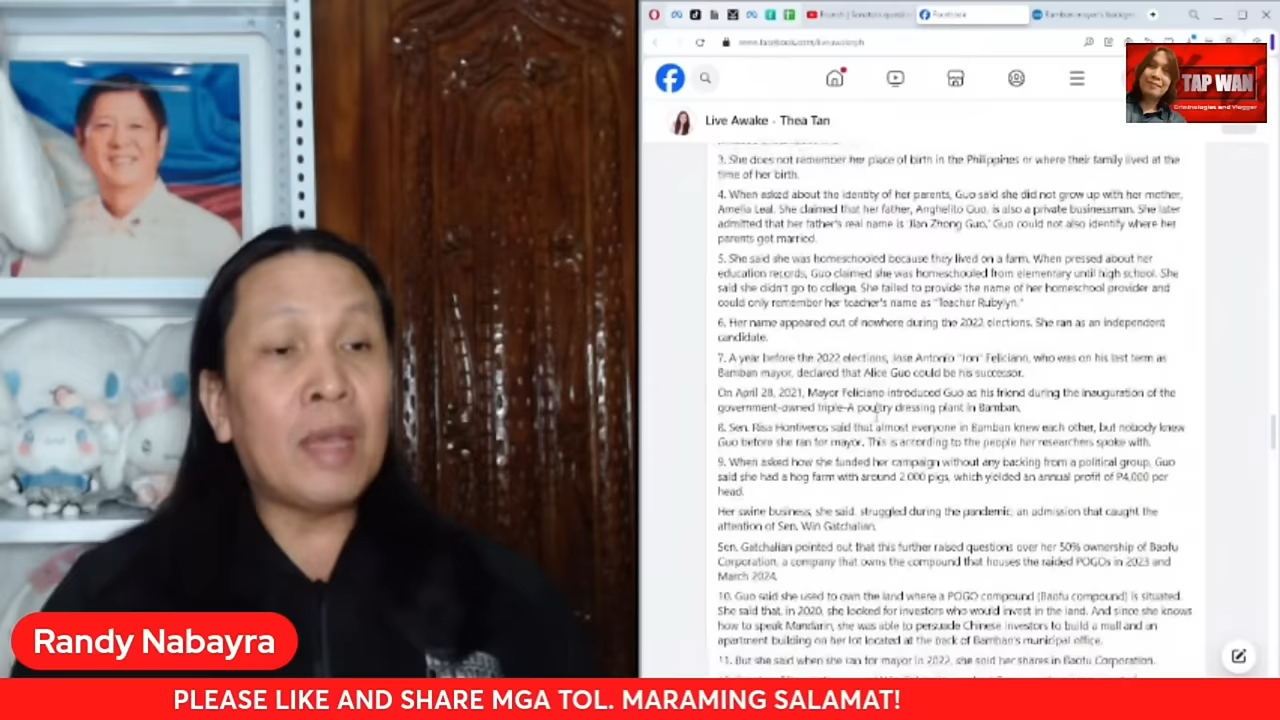 Facebook
www.facebook.com/liveawakeph
TAP WAN
Criminologies and Vlogger
Live Awake - Thea Tan
3. She does not remember her place of birth in the Philippines or where their family lived at the
time of her birth.
4. When asked about the identity of her parents, Guo said she did not grow up with her mother,
Amelia Leal. She claimed that her father, Anghelito Guo, is also a private businessman. She later
admitted that her father's real name is 'Jian Zhong Guo.' Guo could not also identify where her
parents got married.
5. She said she was homeschooled because they lived on a farm. When pressed about her
education records, Guo claimed she was homeschooled from elementary until high school. She
said she didn't go to college. She failed to provide the name of her homeschool provider and
could only remember her teacher's name as "Teacher Rubylyn."
6. Her name appeared out of nowhere during the 2022 elections. She ran as an independent
candidate.
7. A year before the 2022 elections, Jose Antonio "Jon" Feliciano, who was on his last term as
Bamban mayor, declared that Alice Guo could be his successor.
On April 28, 2021, Mayor Feliciano introduced Guo as his friend during the inauguration of the
government-owned triple-A poultry dressing plant in Bamban.
8. Sen. Risa Hontiveros said that almost everyone in Bamban knew each other, but nobody knew
Guo before she ran for mayor. This is according to the people her researchers spoke with.
9. When asked how she funded her campaign without any backing from a political group, Guo
said she had a hog farm with around 2,000 pigs, which yielded an annual profit of P4,000 per
head.
Her swine business, she said, struggled during the pandemic, an admission that caught the
attention of Sen. Win Gatchalian.
Sen. Gatchalian pointed out that this further raised questions over her 50% ownership of Baofu
Corporation, a company that owns the compound that houses the raided POGOs in 2023 and
March 2024.
10. Guo said she used to own the land where a POGO compound (Baofu compound) is situated.
She said that, in 2020, she looked for investors who would invest in the land. And since she knows
how to speak Mandarin, she was able to persuade Chinese investors to build a mall and an
apartment building on her lot located at the back of Bamban's municipal office.
11. But she said when she ran for mayor in 2022, she sold her shares in Baofu Corporation.
Randy Nabayra
PLEASE LIKE AND SHARE MGA TOL. MARAMING SALAMAT!